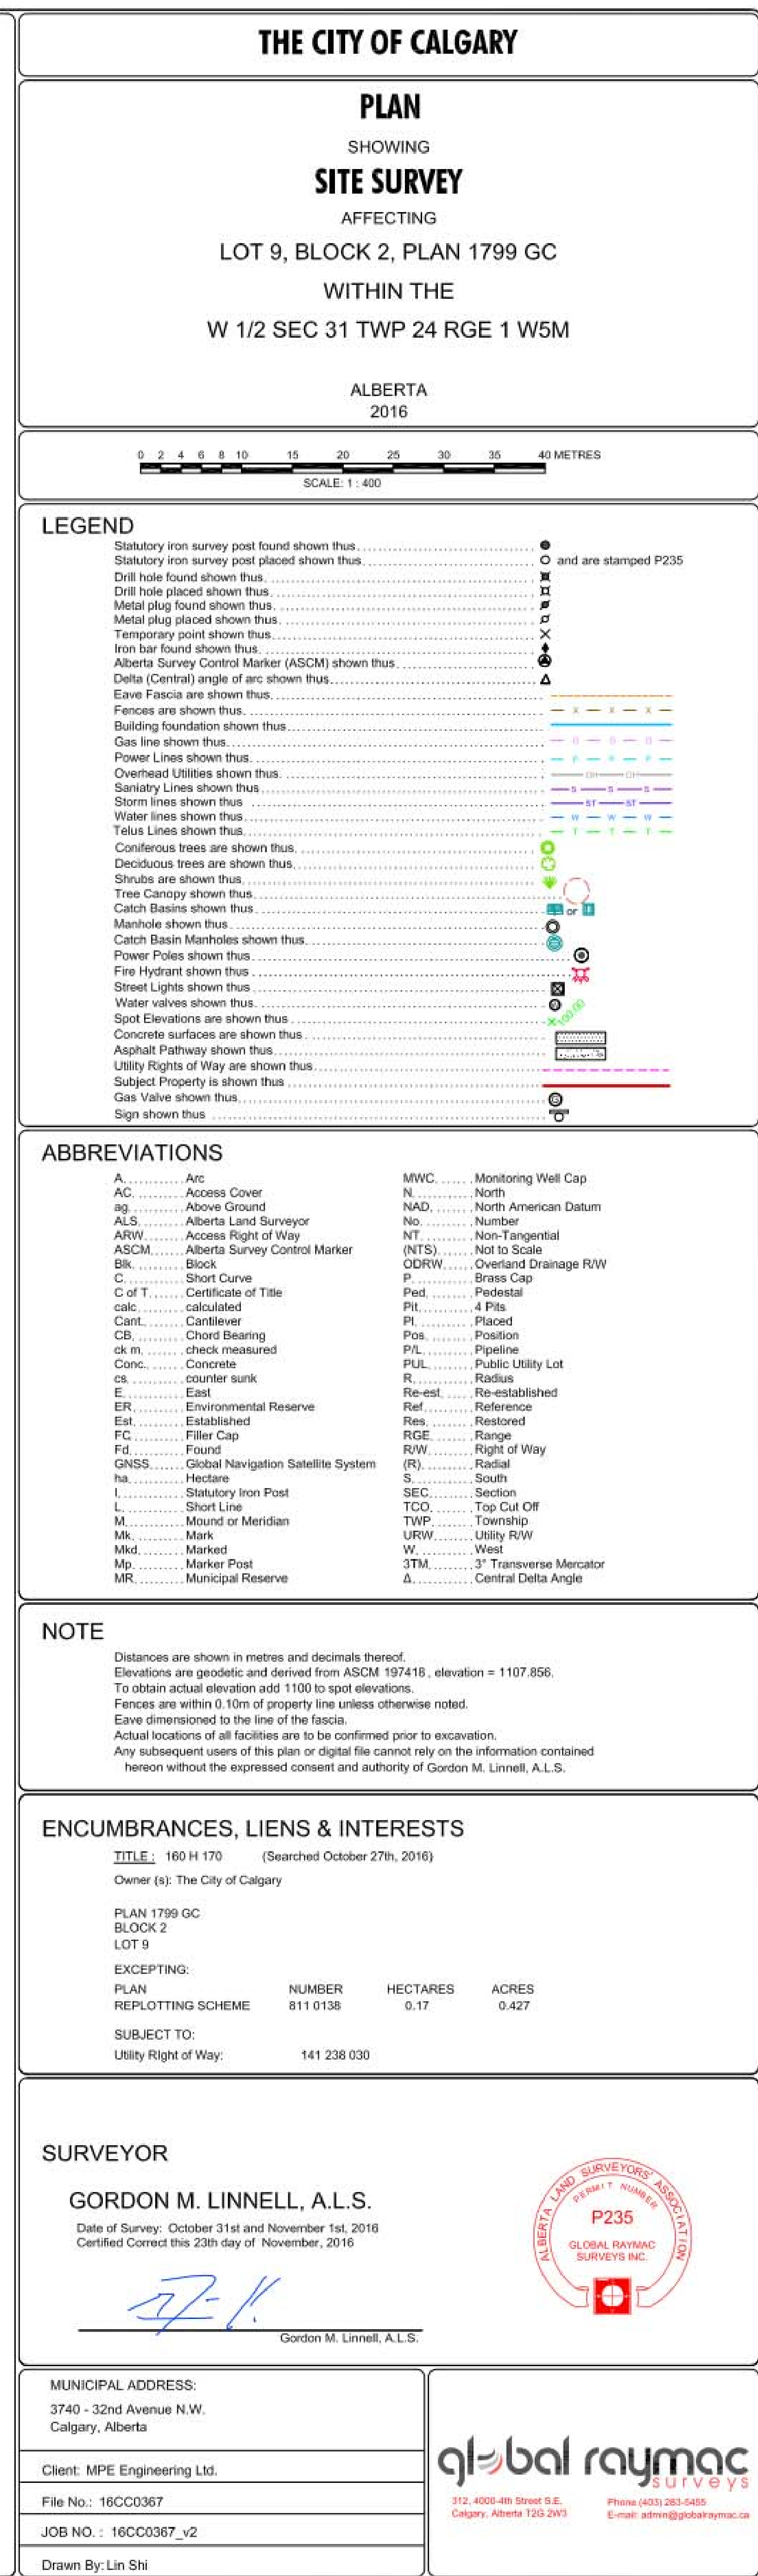 THE CITY OF CALGARY
PLAN
SHOWING
SITE SURVEY
AFFECTING
LOT 9, BLOCK 2, PLAN 1799 GC
WITHIN THE
W 1/2 SEC 31 TWP 24 RGE 1 W5M
ALBERTA
2016
0 2 4 6 8 10 15 20 25 30 35 40 METRES
SCALE: 1 : 400
LEGEND
Statutory iron survey post found shown thus
Statutory iron survey post placed shown thus and are stamped P235
Drill hole found shown thus
Drill hole placed shown thus
Metal plug found shown thus
Metal plug placed shown thus
Temporary point shown thus
Iron bar found shown thus
Alberta Survey Control Marker (ASCM) shown thus
Delta (Central) angle of arc shown thus
Eave Fascia are shown thus
Fences are shown thus X X X
Building foundation shown thus
Gas line shown thus G G G
Power Lines shown thus P P P
Overhead Utilities shown thus OH OH
Saniatry Lines shown thus S S S
Storm lines shown thus ST ST
Water lines shown thus W W W
Telus Lines shown thus T T T
Coniferous trees are shown thus
Deciduous trees are shown thus
Shrubs are shown thus
Tree Canopy shown thus
Catch Basins shown thus or
Manhole shown thus
Catch Basin Manholes shown thus
Power Poles shown thus
Fire Hydrant shown thus
Street Lights shown thus
Water valves shown thus
Spot Elevations are shown thus 100.00
Concrete surfaces are shown thus
Asphalt Pathway shown thus
Utility Rights of Way are shown thus
Subject Property is shown thus
Gas Valve shown thus G
Sign shown thus
ABBREVIATIONS
A. Arc
AC. Access Cover
ag. Above Ground
ALS. Alberta Land Surveyor
ARW. Access Right of Way
ASCM. Alberta Survey Control Marker
Blk. Block
C. Short Curve
C of T. Certificate of Title
calc. calculated
Cant. Cantilever
CB. Chord Bearing
ck m. check measured
Conc. Concrete
cs. counter sunk
E. East
ER. Environmental Reserve
Est. Established
FC. Filler Cap
Fd. Found
GNSS. Global Navigation Satellite System
ha. Hectare
I. Statutory Iron Post
L. Short Line
M. Mound or Meridian
Mk. Mark
Mkd. Marked
Mp. Marker Post
MR. Municipal Reserve
MWC. Monitoring Well Cap
N. North
NAD. North American Datum
No. Number
NT. Non-Tangential
(NTS). Not to Scale
ODRW. Overland Drainage R/W
P. Brass Cap
Ped. Pedestal
Pit. 4 Pits
Pl. Placed
Pos. Position
P/L. Pipeline
PUL. Public Utility Lot
R. Radius
Re-est. Re-established
Ref. Reference
Res. Restored
RGE. Range
R/W. Right of Way
(R). Radial
S. South
SEC. Section
TCO. Top Cut Off
TWP. Township
URW. Utility R/W
W. West
3TM. 3° Transverse Mercator
Δ. Central Delta Angle
NOTE
Distances are shown in metres and decimals thereof.
Elevations are geodetic and derived from ASCM 197418, elevation = 1107.856.
To obtain actual elevation add 1100 to spot elevations.
Fences are within 0.10m of property line unless otherwise noted.
Eave dimensioned to the line of the fascia.
Actual locations of all facilities are to be confirmed prior to excavation.
Any subsequent users of this plan or digital file cannot rely on the information contained
hereon without the expressed consent and authority of Gordon M. Linnell, A.L.S.
ENCUMBRANCES, LIENS & INTERESTS
TITLE : 160 H 170 (Searched October 27th, 2016)
Owner (s): The City of Calgary
PLAN 1799 GC
BLOCK 2
LOT 9
EXCEPTING:
PLAN NUMBER HECTARES ACRES
REPLOTTING SCHEME 811 0138 0.17 0.427
SUBJECT TO:
Utility Right of Way: 141 238 030
SURVEYOR
GORDON M. LINNELL, A.L.S.
Date of Survey: October 31st and November 1st, 2016
Certified Correct this 23th day of November, 2016
Gordon M. Linnell, A.L.S.
ALBERTA LAND SURVEYORS' ASSOCIATION
PERMIT NUMBER
P235
GLOBAL RAYMAC
SURVEYS INC.
MUNICIPAL ADDRESS:
3740 - 32nd Avenue N.W.
Calgary, Alberta
Client: MPE Engineering Ltd.
File No.: 16CC0367
JOB NO. : 16CC0367_v2
Drawn By: Lin Shi
global raymac
surveys
312, 4000-4th Street S.E.
Calgary, Alberta T2G 2W3
Phone (403) 283-5455
E-mail: admin@globalraymac.ca